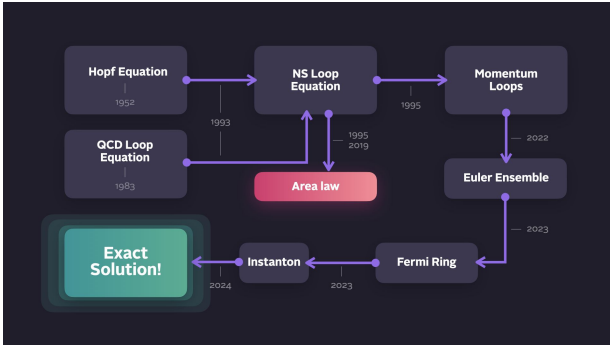 Hopf Equation
1952
QCD Loop
Equation
1983
1993
NS Loop
Equation
1995
2019
Area law
1995
Momentum
Loops
2022
Euler Ensemble
2023
Fermi Ring
2023
Instanton
2024
Exact
Solution!